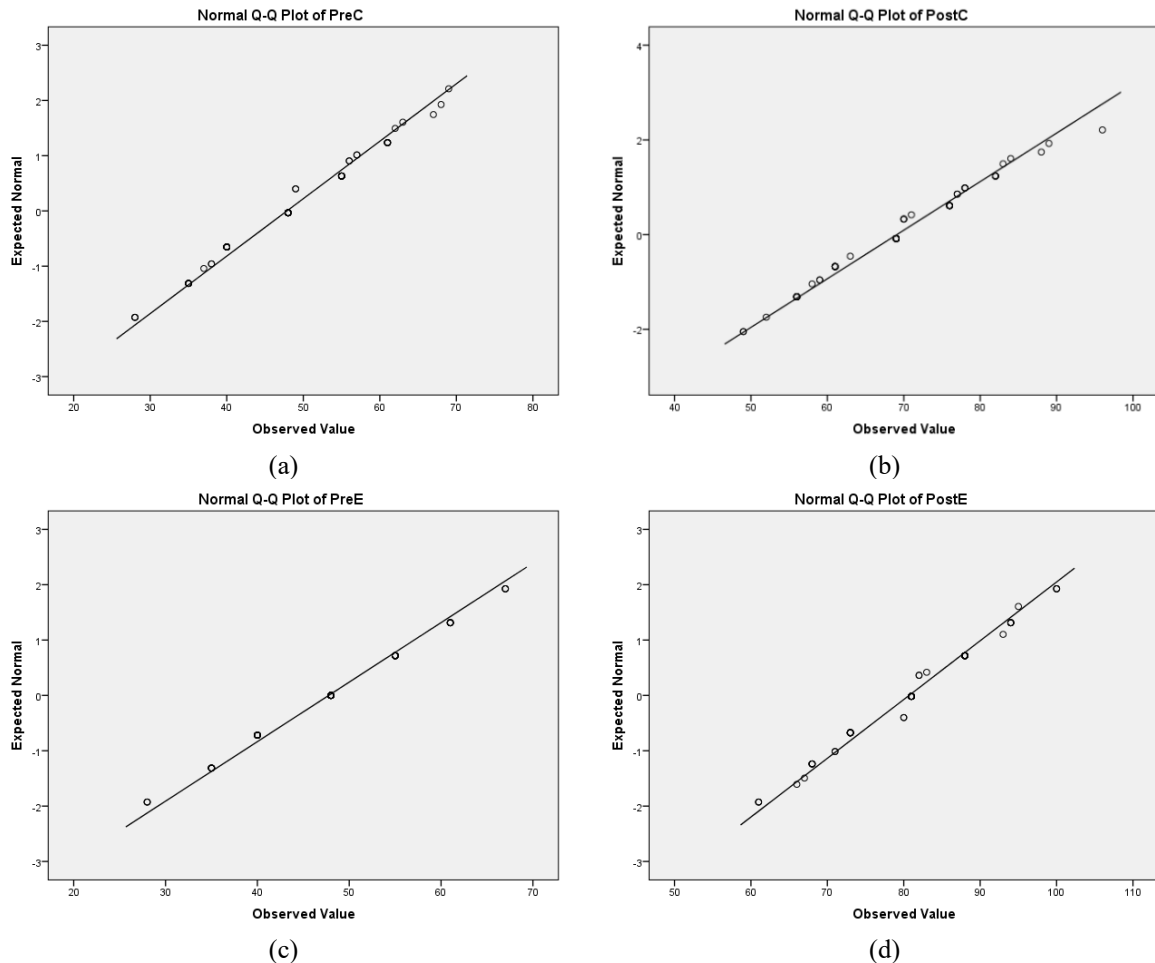 Normal Q-Q Plot of PreC
3
2
1
0
-1
-2
-3
Expected Normal
20 30 40 50 60 70 80
Observed Value
(a)
Normal Q-Q Plot of PostC
4
2
0
-2
Expected Normal
40 50 60 70 80 90 100
Observed Value
(b)
Normal Q-Q Plot of PreE
3
2
1
0
-1
-2
-3
Expected Normal
20 30 40 50 60 70
Observed Value
(c)
Normal Q-Q Plot of PostE
3
2
1
0
-1
-2
-3
Expected Normal
50 60 70 80 90 100 110
Observed Value
(d)